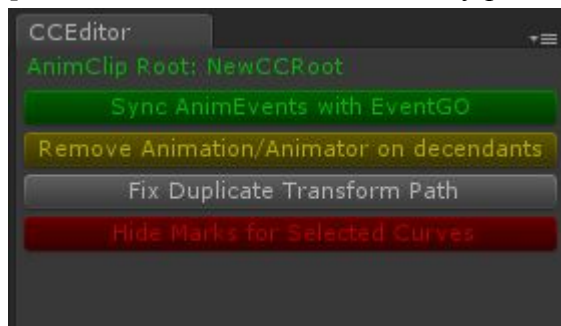 CCEditor
AnimClip Root: NewCCRoot
Sync AnimEvents with EventGO
Remove Animation/Animator on decendants
Fix Duplicate Transform Path
Hide Marks for Selected Curves